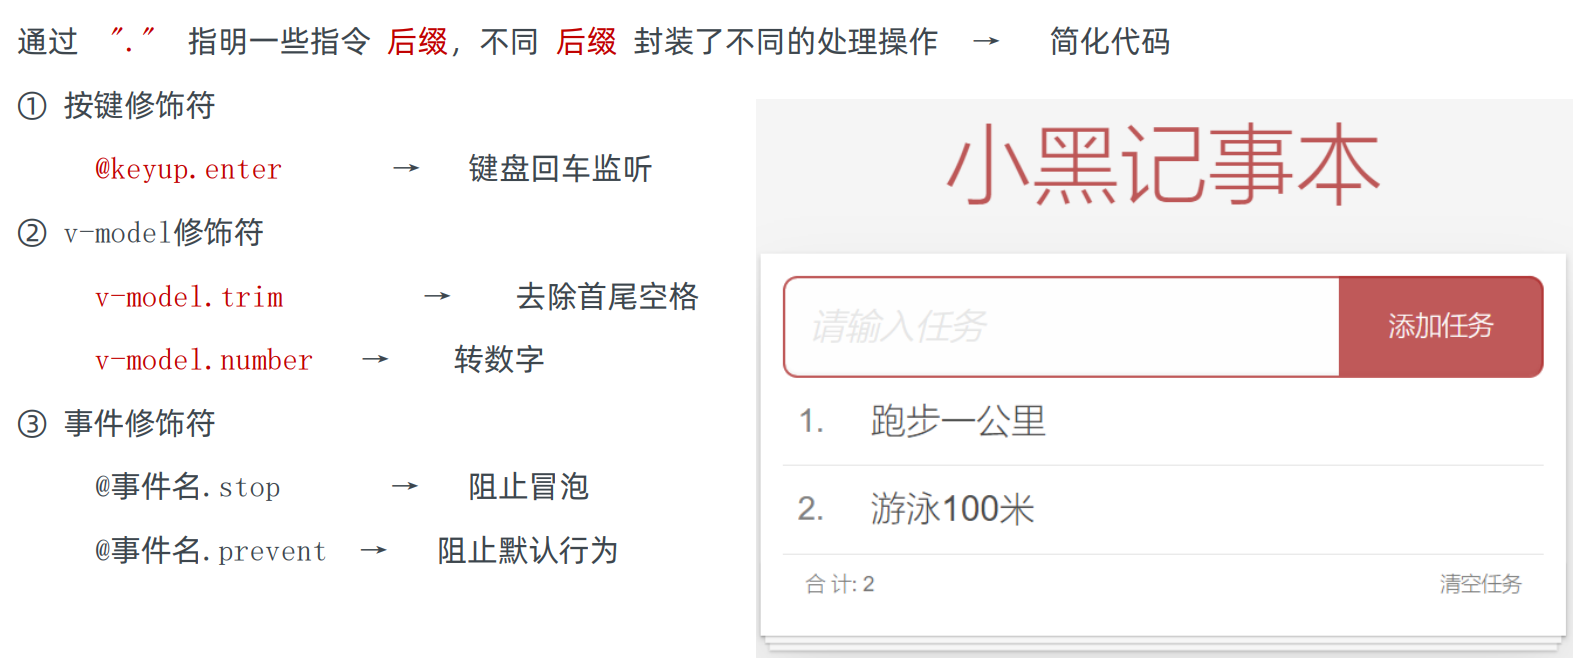 通过 "." 指明一些指令 后缀，不同 后缀 封装了不同的处理操作 → 简化代码
① 按键修饰符
@keyup.enter → 键盘回车监听
② v-model修饰符
v-model.trim → 去除首尾空格
v-model.number → 转数字
③ 事件修饰符
@事件名.stop → 阻止冒泡
@事件名.prevent → 阻止默认行为
小黑记事本
请输入任务 添加任务
1. 跑步一公里
2. 游泳100米
合 计: 2 清空任务